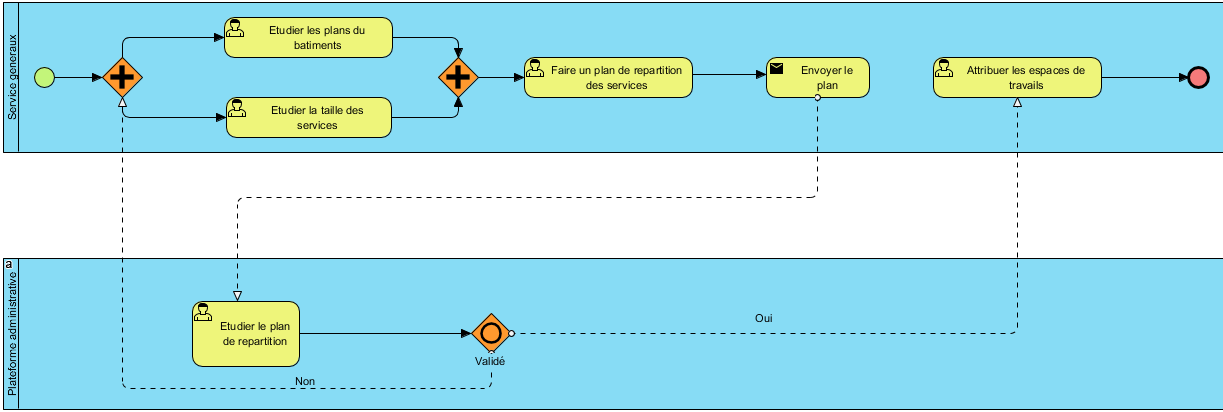 Service generaux
Etudier les plans du
batiments
Etudier la taille des
services
Faire un plan de repartition
des services
Envoyer le
plan
Attribuer les espaces de
travails
a
Plateforme administrative
Etudier le plan
de repartition
Validé
Oui
Non